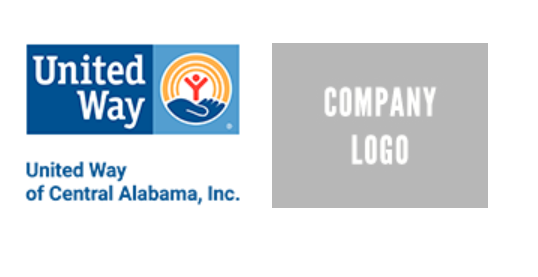 United
Way
®
United Way
of Central Alabama, Inc.
COMPANY
LOGO